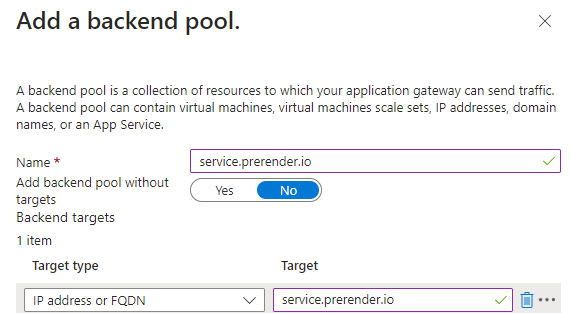 Add a backend pool.
A backend pool is a collection of resources to which your application gateway can send traffic.
A backend pool can contain virtual machines, virtual machines scale sets, IP addresses, domain
names, or an App Service.
Name *
service.prerender.io
Add backend pool without
targets
Yes
No
Backend targets
1 item
Target type
Target
IP address or FQDN
service.prerender.io